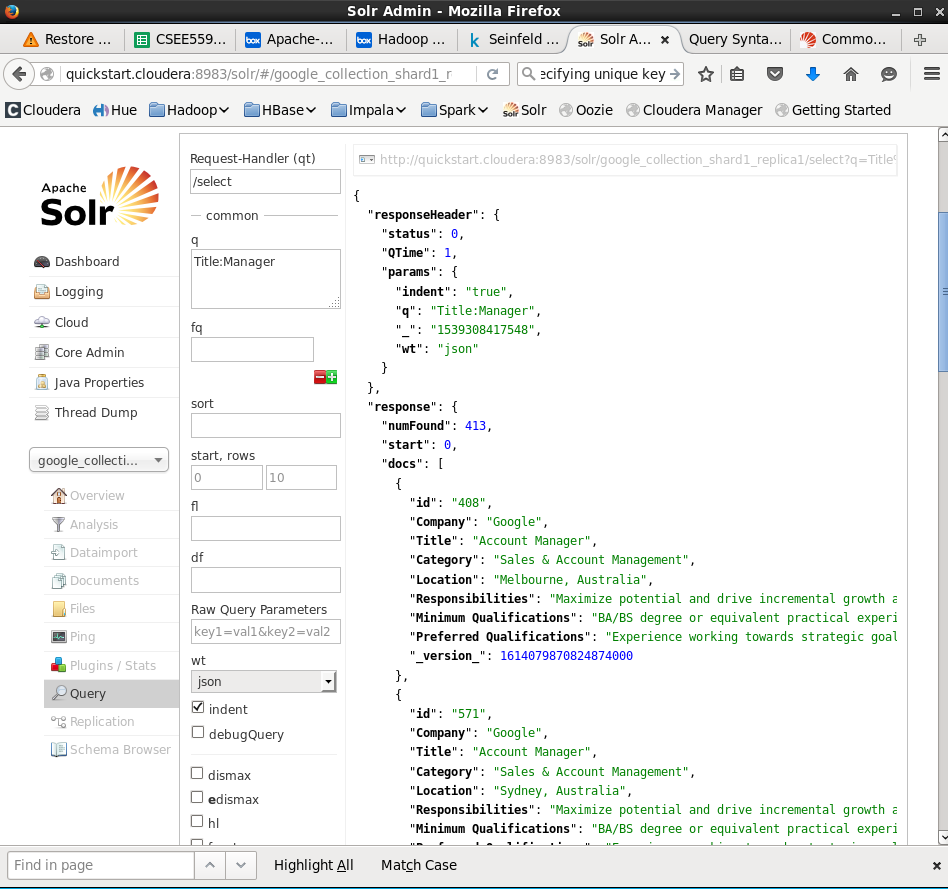 Solr Admin - Mozilla Firefox
Restore ...
CSEE559...
box Apache-...
box Hadoop ...
k Seinfeld ...
Solr A...
Query Synta...
Commo...
quickstart.cloudera:8983/solr/#/google_collection_shard1_r
ecifying unique key
C Cloudera
Hue
Hadoop
HBase
Impala
Spark
Solr Solr
Oozie
Cloudera Manager
Getting Started
Apache
Solr
Dashboard
Logging
Cloud
Core Admin
Java Properties
Thread Dump
google_collecti...
Overview
Analysis
Dataimport
Documents
Files
Ping
Plugins / Stats
Query
Replication
Schema Browser
Request-Handler (qt)
/select
common
q
Title:Manager
fq
sort
start, rows
0 10
fl
df
Raw Query Parameters
key1=val1&key2=val2
wt
json
indent
debugQuery
dismax
edismax
hl
http://quickstart.cloudera:8983/solr/google_collection_shard1_replica1/select?q=Title%
{
"responseHeader": {
"status": 0,
"QTime": 1,
"params": {
"indent": "true",
"q": "Title:Manager",
"_": "1539308417548",
"wt": "json"
}
},
"response": {
"numFound": 413,
"start": 0,
"docs": [
{
"id": "408",
"Company": "Google",
"Title": "Account Manager",
"Category": "Sales & Account Management",
"Location": "Melbourne, Australia",
"Responsibilities": "Maximize potential and drive incremental growth a
"Minimum Qualifications": "BA/BS degree or equivalent practical experi
"Preferred Qualifications": "Experience working towards strategic goal
"_version_": 1614079870824874000
},
{
"id": "571",
"Company": "Google",
"Title": "Account Manager",
"Category": "Sales & Account Management",
"Location": "Sydney, Australia",
"Responsibilities": "Maximize potential and drive incremental growth a
"Minimum Qualifications": "BA/BS degree or equivalent practical experi
Find in page
Highlight All
Match Case